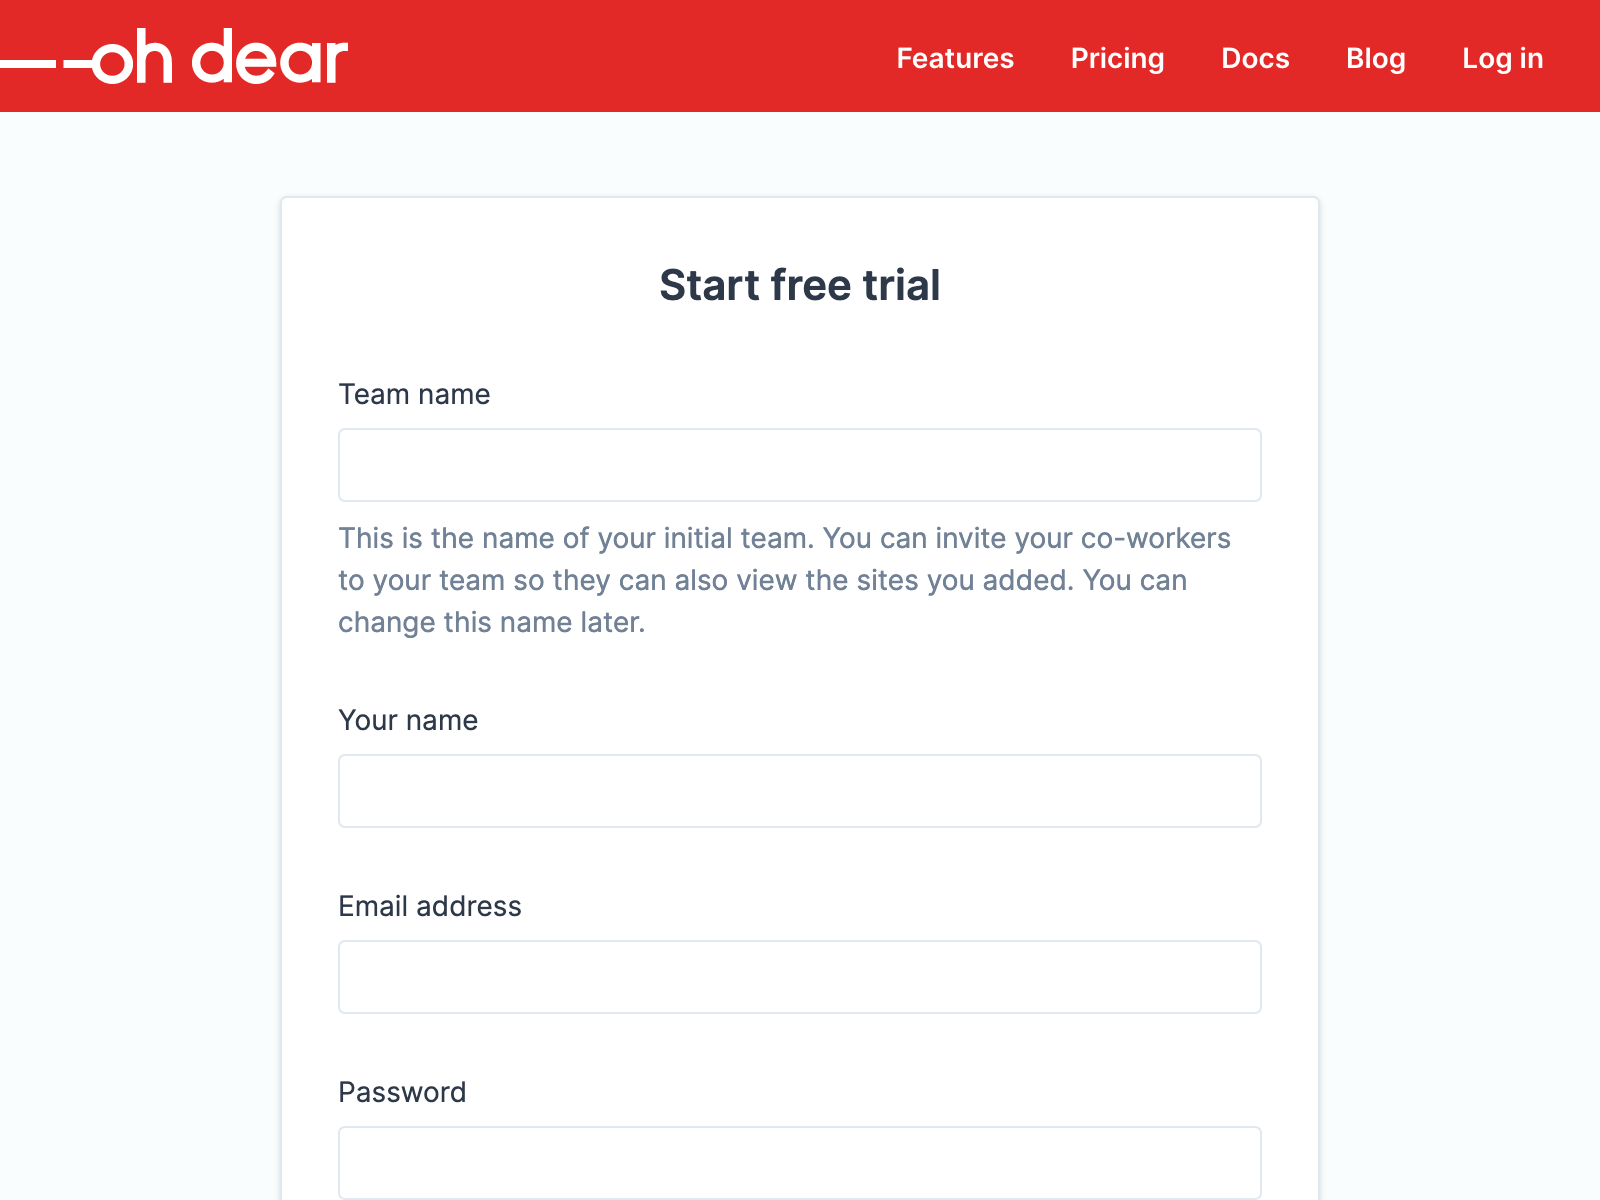 oh dear
Features
Pricing
Docs
Blog
Log in
Start free trial
Team name
This is the name of your initial team. You can invite your co-workers
to your team so they can also view the sites you added. You can
change this name later.
Your name
Email address
Password